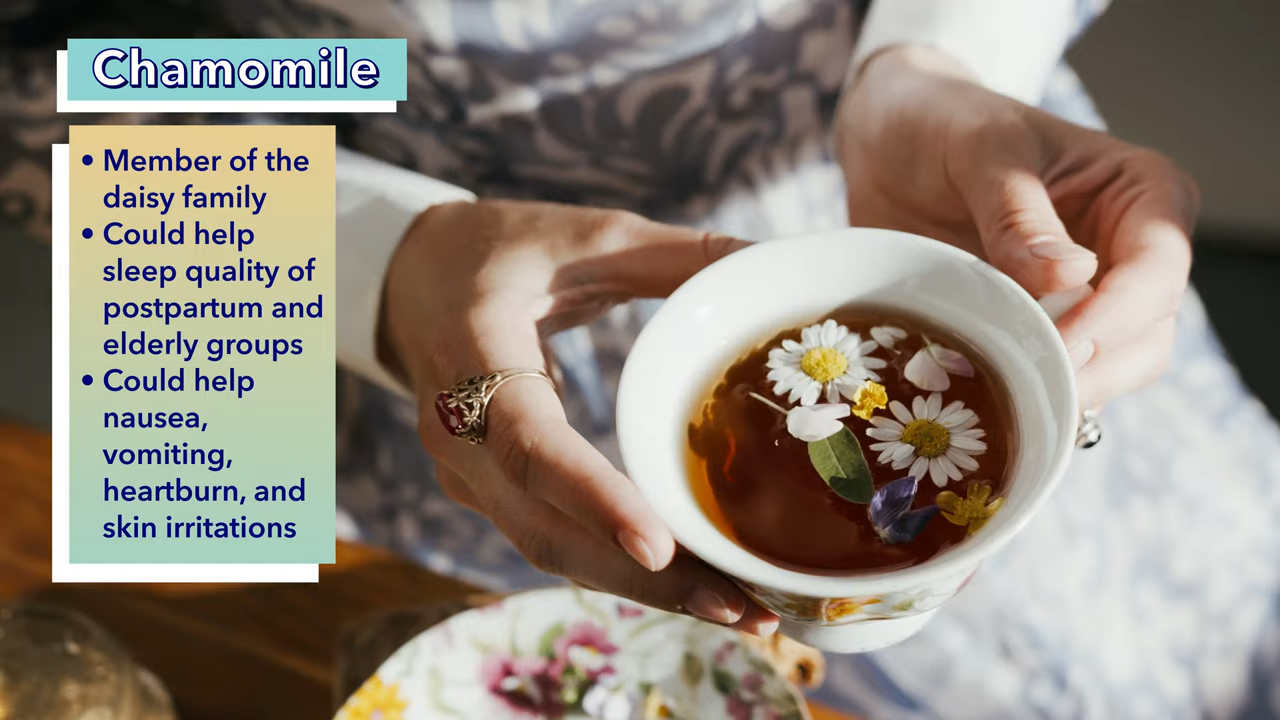 Chamomile
• Member of the
daisy family
• Could help
sleep quality of
postpartum and
elderly groups
• Could help
nausea,
vomiting,
heartburn, and
skin irritations